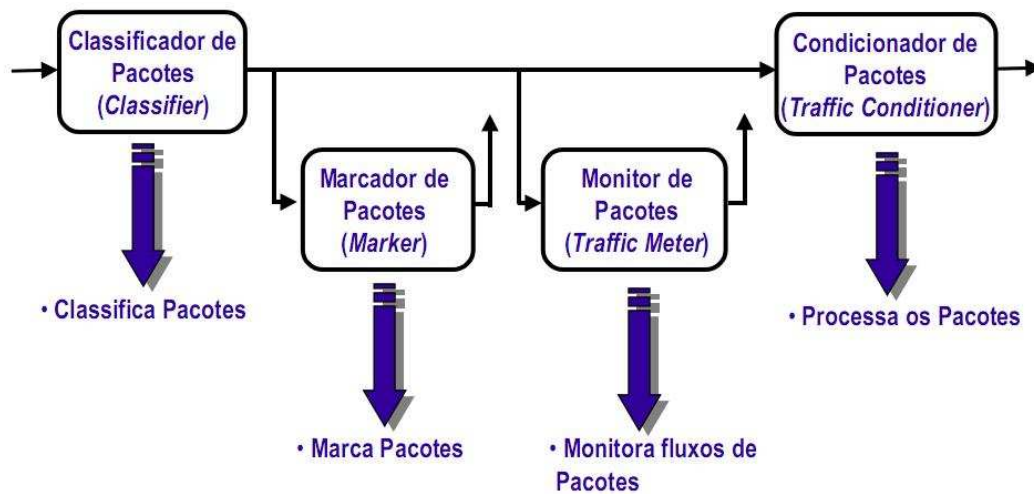 Classificador de
Pacotes
(Classifier)
Condicionador de
Pacotes
(Traffic Conditioner)
Marcador de
Pacotes
(Marker)
Monitor de
Pacotes
(Traffic Meter)
• Classifica Pacotes
• Processa os Pacotes
• Marca Pacotes
• Monitora fluxos de
Pacotes